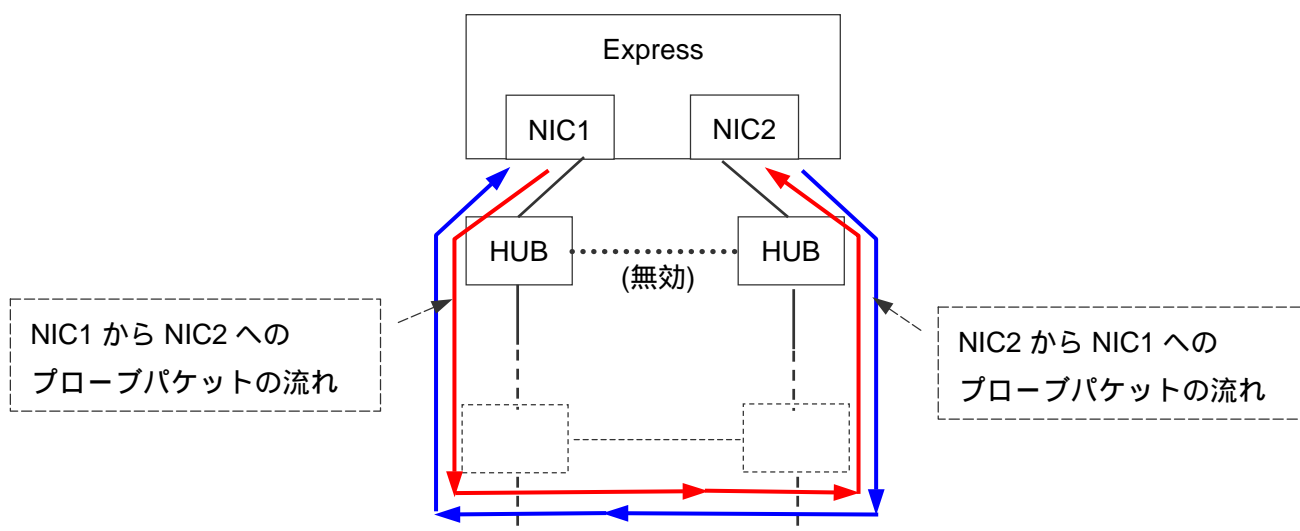 Express
NIC1
NIC2
HUB
HUB
(無効)
NIC1 から NIC2 への
プローブパケットの流れ
NIC2 から NIC1 への
プローブパケットの流れ